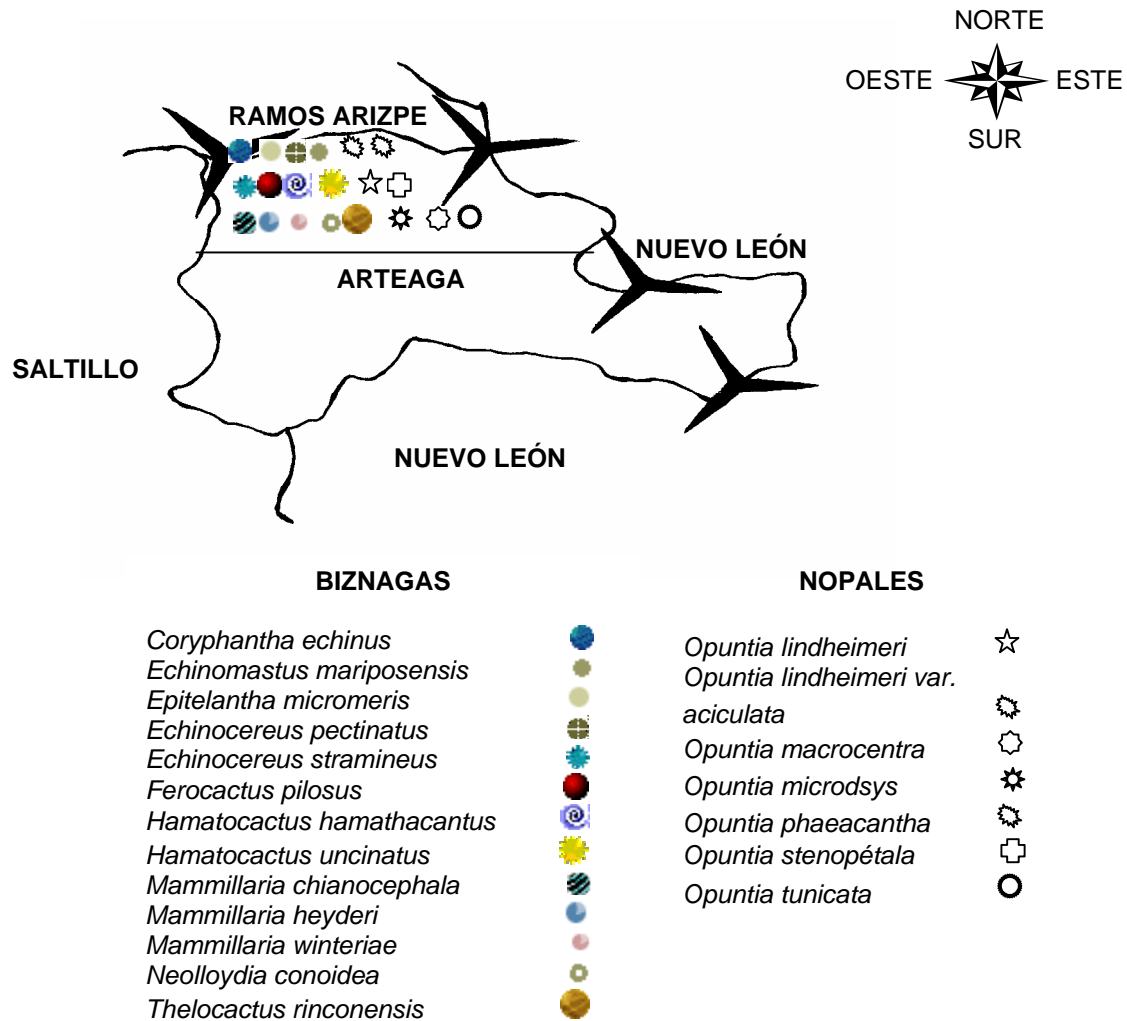 NORTE
OESTE
ESTE
SUR
RAMOS ARIZPE
NUEVO LEÓN
ARTEAGA
SALTILLO
NUEVO LEÓN
BIZNAGAS
Coryphantha echinus
Echinomastus mariposensis
Epitelantha micromeris
Echinocereus pectinatus
Echinocereus stramineus
Ferocactus pilosus
Hamatocactus hamathacantus
Hamatocactus uncinatus
Mammillaria chianocephala
Mammillaria heyderi
Mammillaria winteriae
Neolloydia conoidea
Thelocactus rinconensis
NOPALES
Opuntia lindheimeri
Opuntia lindheimeri var.
aciculata
Opuntia macrocentra
Opuntia microdsys
Opuntia phaeacantha
Opuntia stenopétala
Opuntia tunicata